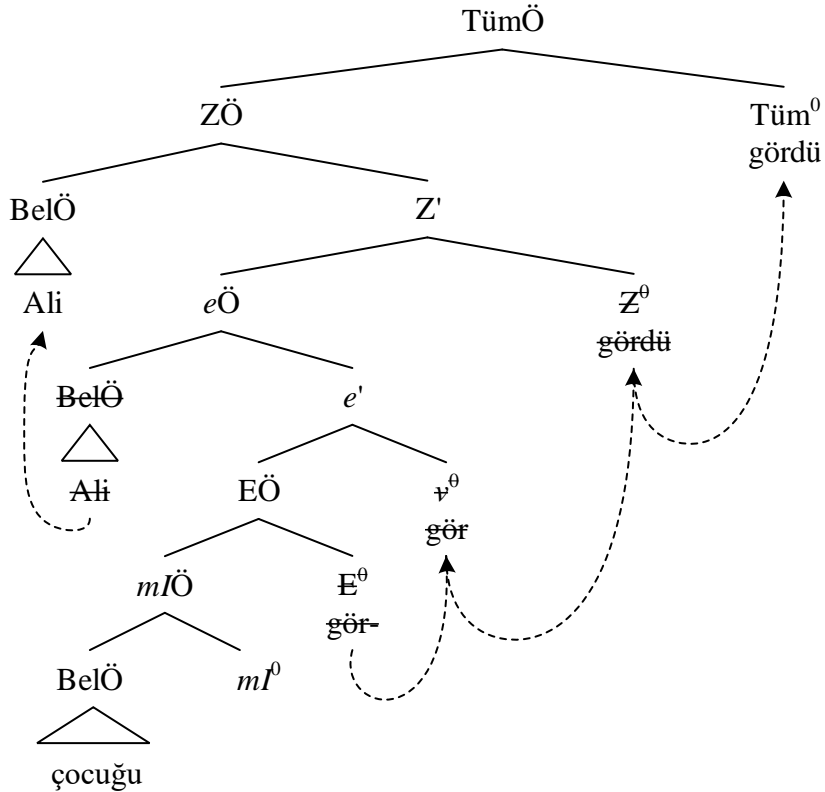 TümÖ
ZÖ Tüm⁰
gördü
BelÖ Z'
Ali eÖ Z⁰
gördü
BelÖ e'
Ali EÖ v⁰
gör
mIÖ E⁰
gör-
BelÖ mI⁰
çocuğu